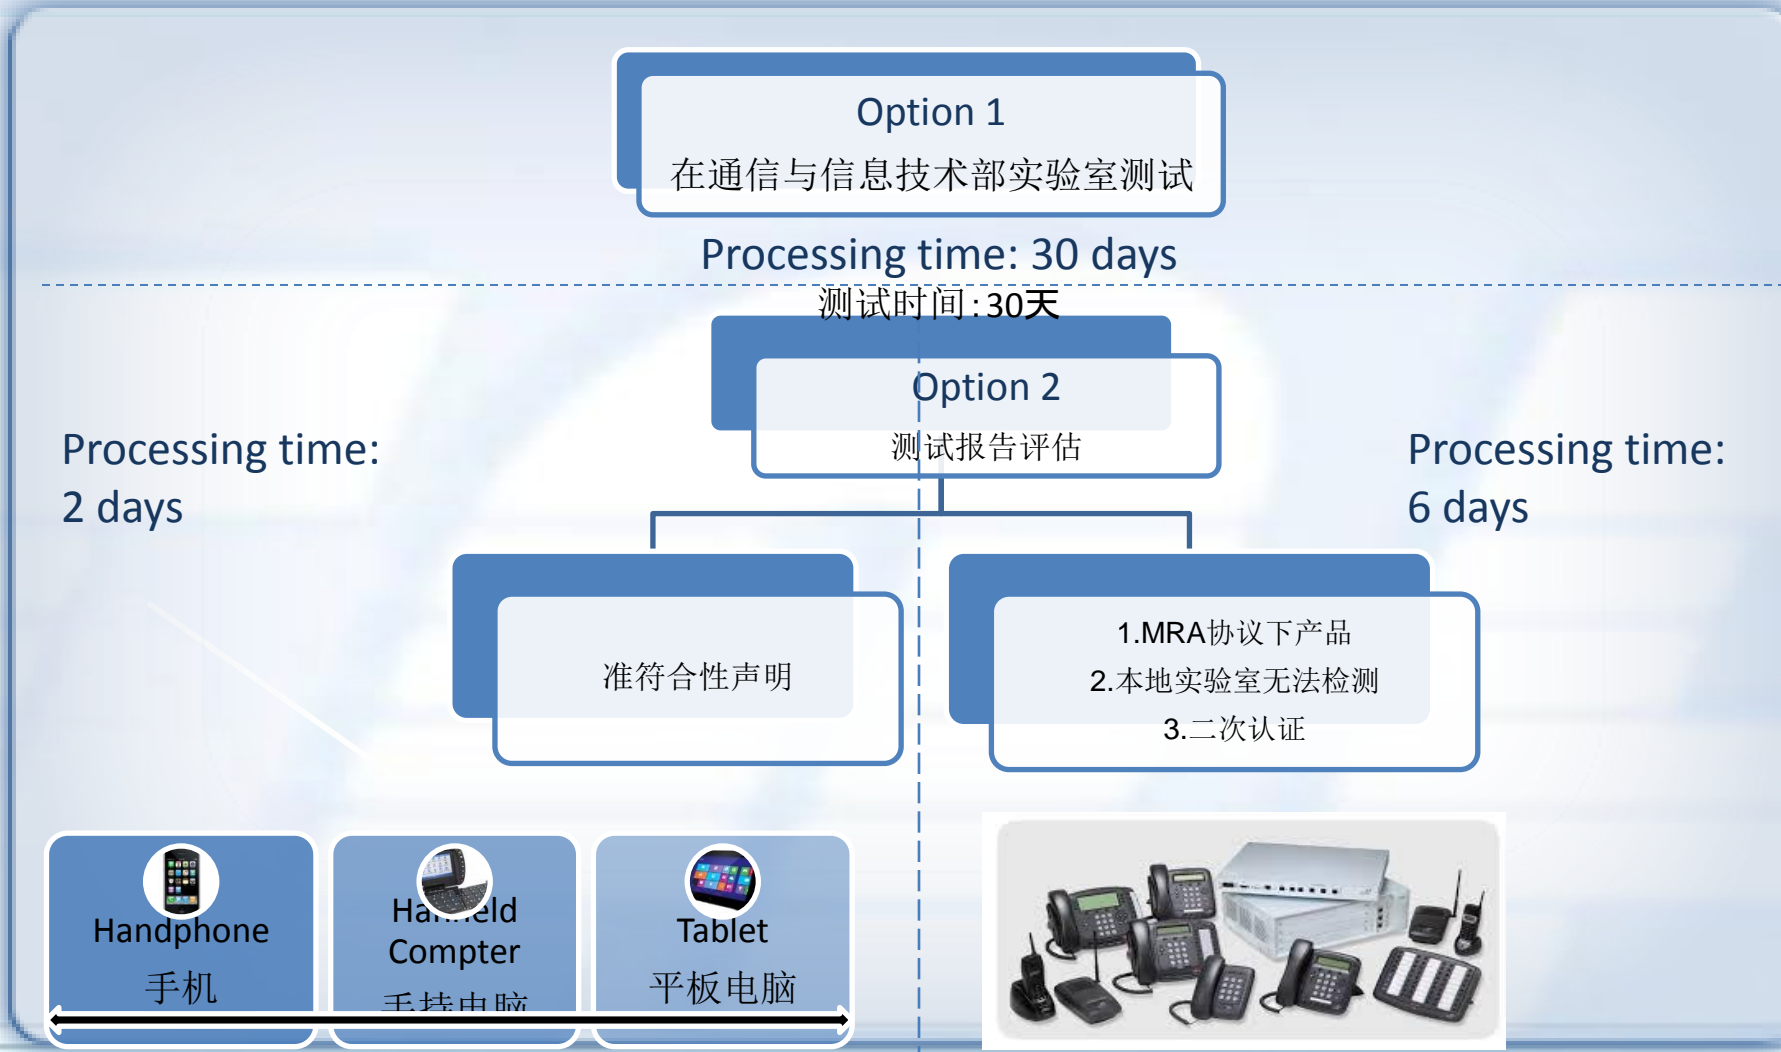 Option 1
在通信与信息技术部实验室测试
Processing time: 30 days
测试时间:30天
Option 2
测试报告评估
Processing time:
2 days
Processing time:
6 days
准符合性声明
1.MRA协议下产品
2.本地实验室无法检测
3.二次认证
Handphone
手机
Compter
手持电脑
Tablet
平板电脑